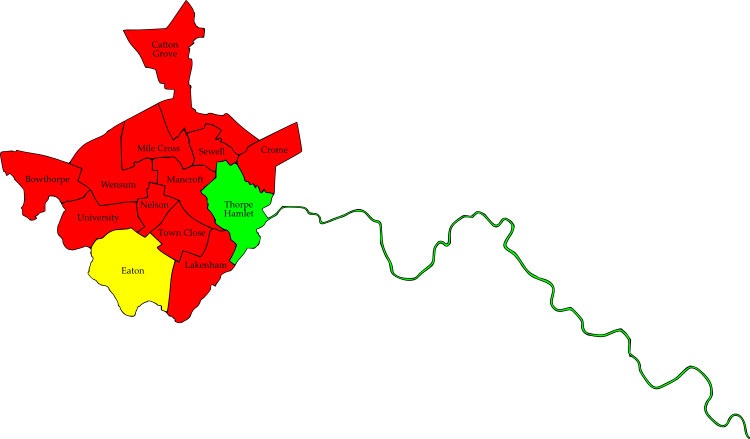 Catton
Grove
Mile Cross
Sewell
Crome
Bowthorpe
Wensum
Mancroft
Nelson
Thorpe
Hamlet
University
Town Close
Eaton
Lakenham